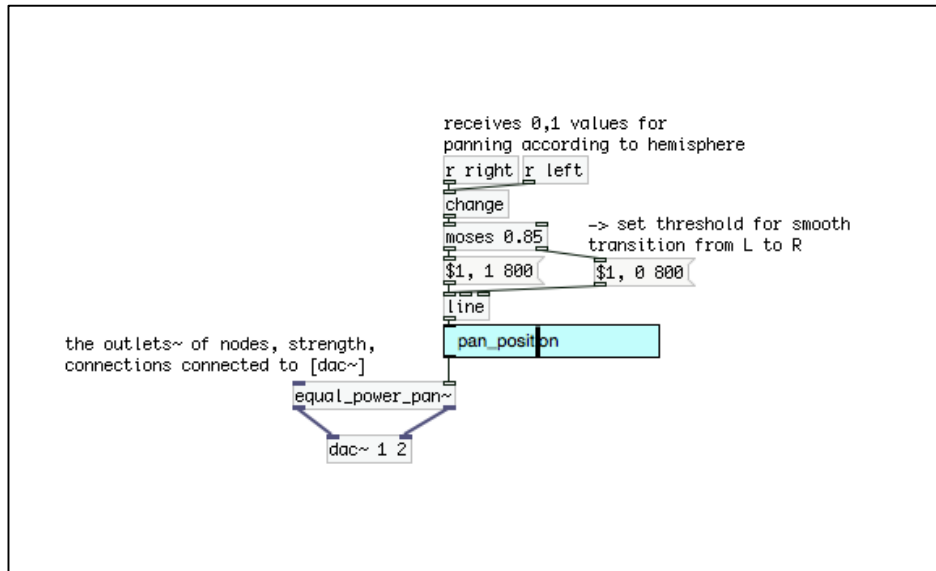 receives 0,1 values for
panning according to hemisphere
r right r left
change
moses 0.85
-> set threshold for smooth
transition from L to R
$1, 1 800
$1, 0 800
line
pan_position
the outlets~ of nodes, strength,
connections connected to [dac~]
equal_power_pan~
dac~ 1 2